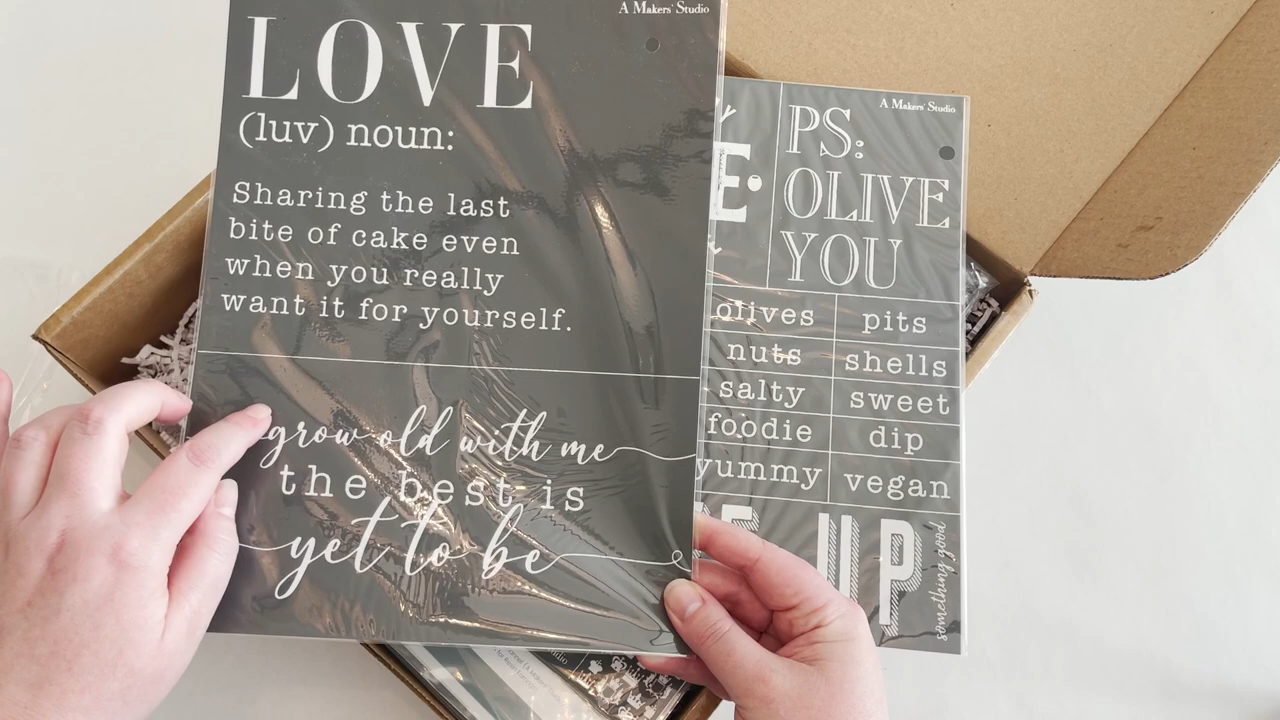 A Makers' Studio
LOVE
(luv) noun:
Sharing the last
bite of cake even
when you really
want it for yourself.
grow old with me
the best is
yet to be
A Makers' Studio
PS:
OLIVE
YOU
olives pits
nuts shells
salty sweet
foodie dip
yummy vegan
UP
something good
Studio